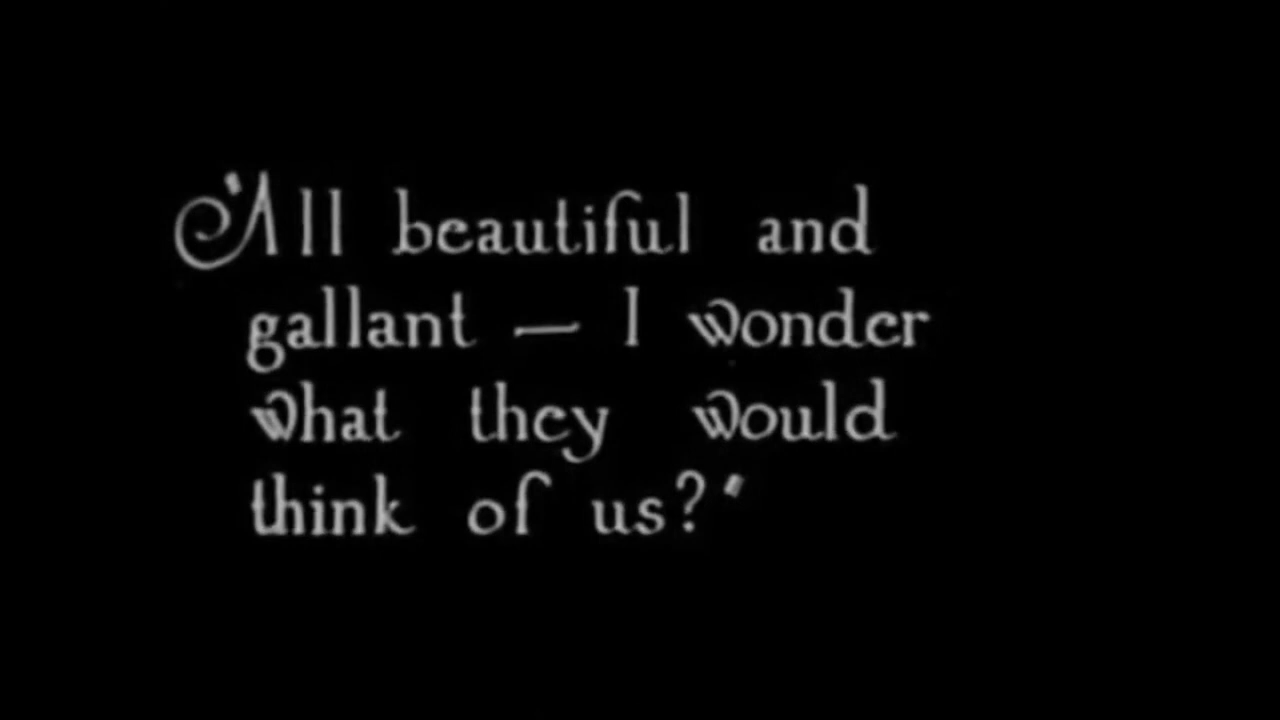 "All beautiful and
gallant — I wonder
what they would
think of us?"